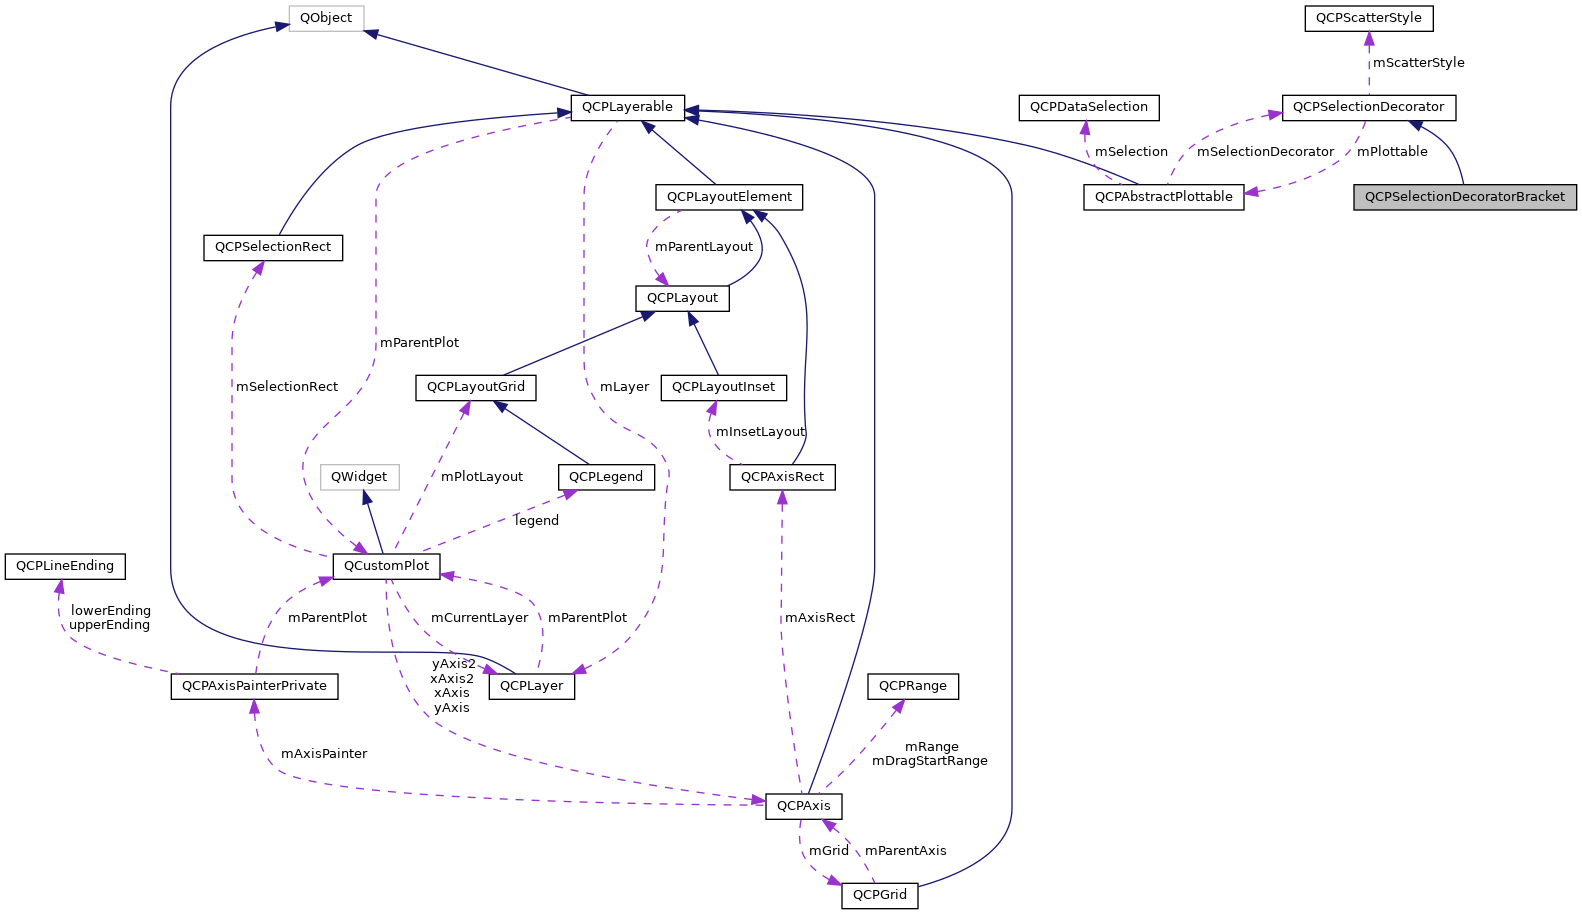 QObject
QCPScatterStyle
mScatterStyle
QCPLayerable
QCPDataSelection
QCPSelectionDecorator
mSelection
mSelectionDecorator
mPlottable
QCPLayoutElement
QCPAbstractPlottable
QCPSelectionDecoratorBracket
QCPSelectionRect
mParentLayout
QCPLayout
mParentPlot
mSelectionRect
QCPLayoutGrid
mLayer
QCPLayoutInset
mInsetLayout
QWidget
mPlotLayout
QCPLegend
QCPAxisRect
legend
QCPLineEnding
QCustomPlot
lowerEnding
upperEnding
mParentPlot
mCurrentLayer
mParentPlot
mAxisRect
yAxis2
xAxis2
xAxis
yAxis
QCPAxisPainterPrivate
QCPLayer
QCPRange
mAxisPainter
mRange
mDragStartRange
QCPAxis
mGrid
mParentAxis
QCPGrid